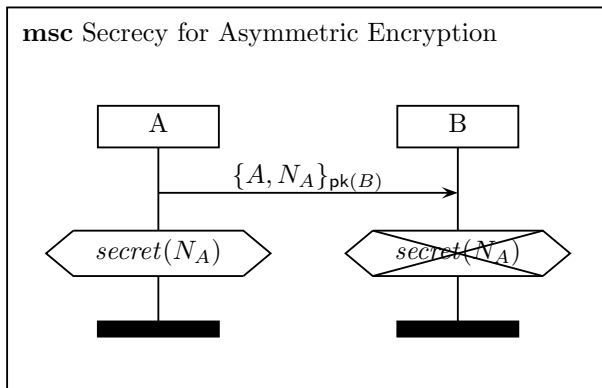 msc Secrecy for Asymmetric Encryption
A
B
{A, N_A}_pk(B)
secret(N_A)
secret(N_A)